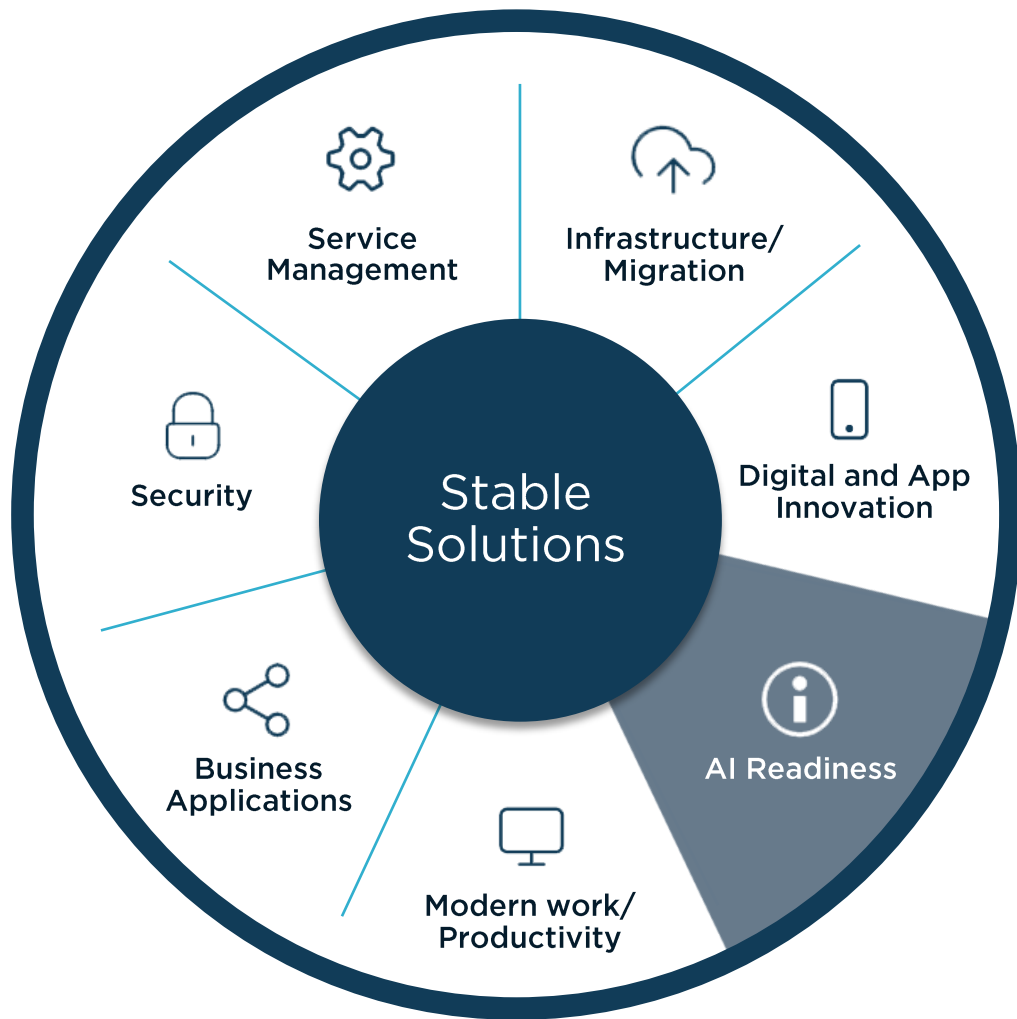 Service
Management
Infrastructure/
Migration
Security
Stable
Solutions
Digital and App
Innovation
Business
Applications
AI Readiness
Modern work/
Productivity